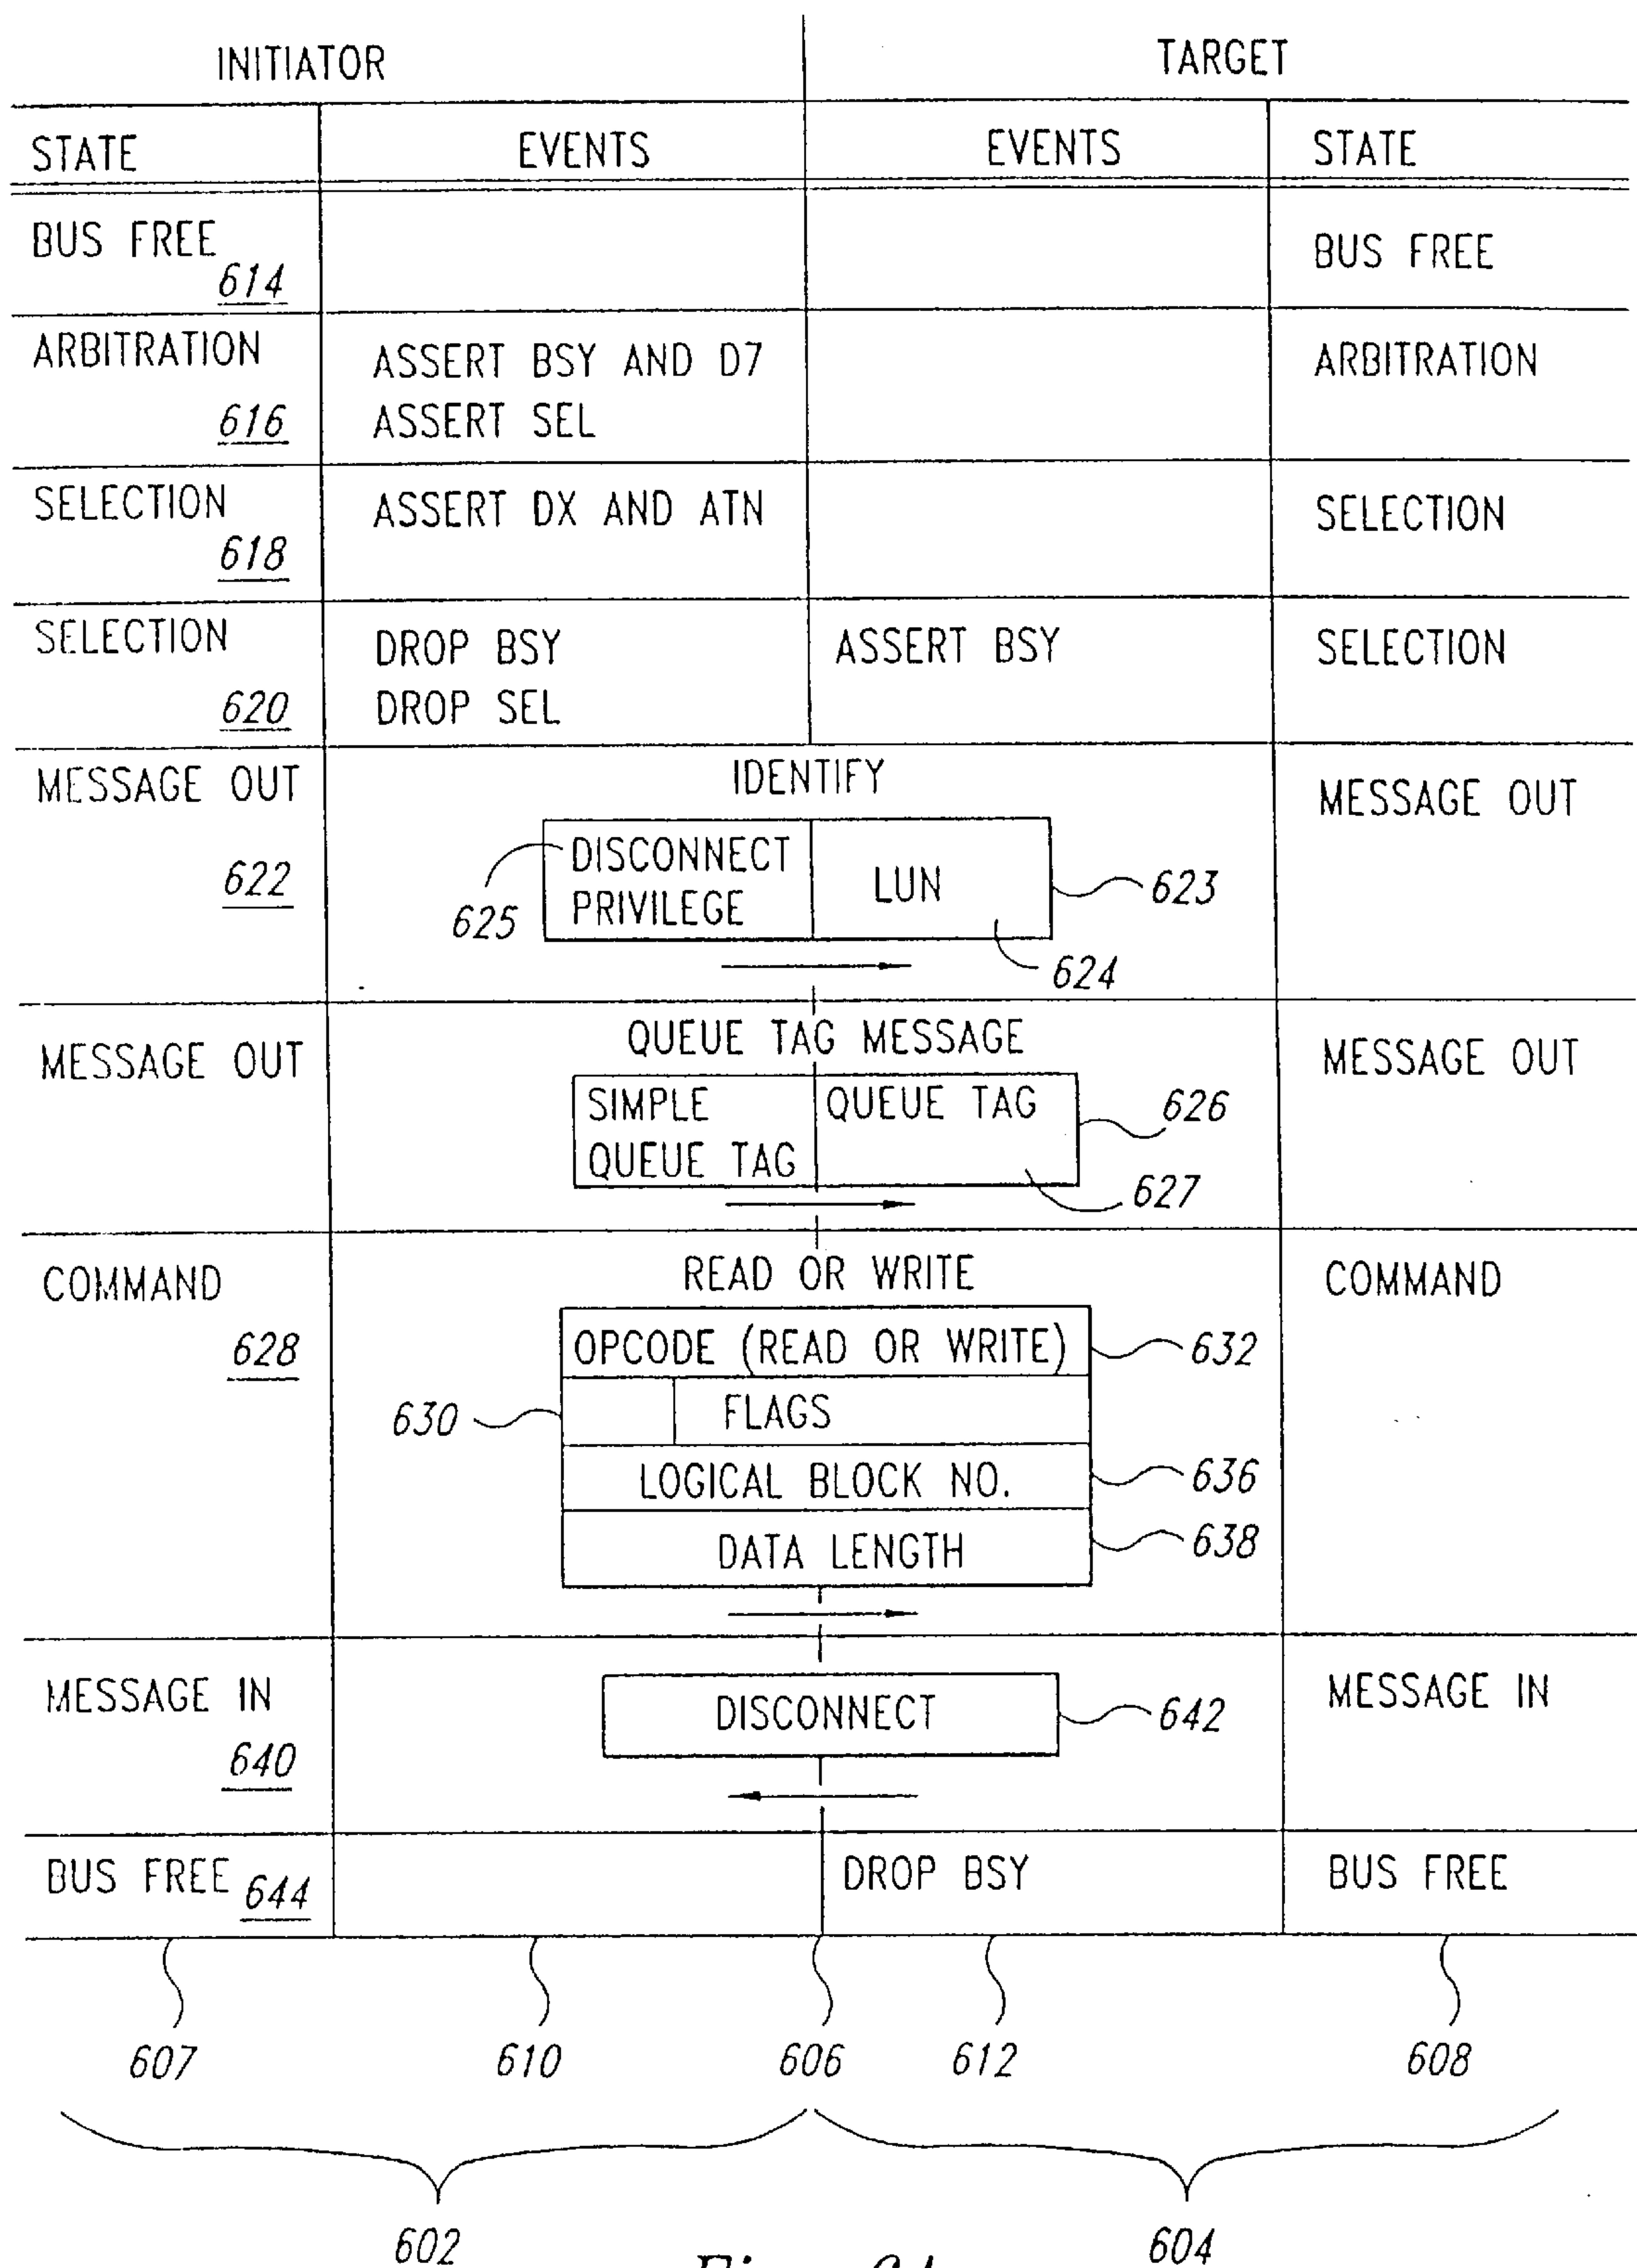 INITIATOR TARGET
STATE EVENTS EVENTS STATE
BUS FREE 614 BUS FREE
ARBITRATION ASSERT BSY AND D7 ARBITRATION
616 ASSERT SEL
SELECTION ASSERT DX AND ATN SELECTION
618
SELECTION DROP BSY ASSERT BSY SELECTION
620 DROP SEL
MESSAGE OUT IDENTIFY MESSAGE OUT
622 DISCONNECT PRIVILEGE LUN 623
625 624
MESSAGE OUT QUEUE TAG MESSAGE MESSAGE OUT
SIMPLE QUEUE TAG QUEUE TAG 626
627
COMMAND READ OR WRITE COMMAND
628 OPCODE (READ OR WRITE) 632
630 FLAGS
LOGICAL BLOCK NO. 636
DATA LENGTH 638
MESSAGE IN DISCONNECT 642 MESSAGE IN
640
BUS FREE 644 DROP BSY BUS FREE
607 610 606 612 608
602 604